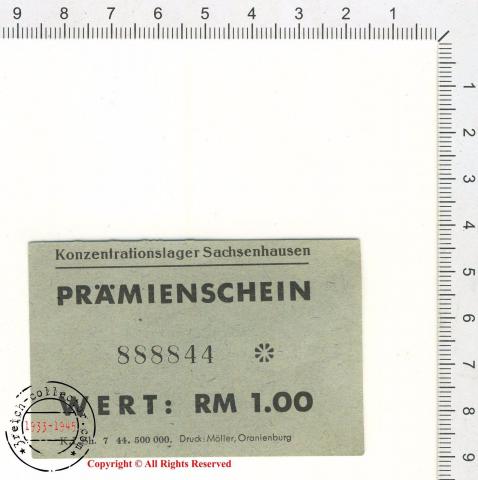 9 8 7 6 5 4 3 2 1
1
2
3
4
5
6
7
8
9
Konzentrationslager Sachsenhausen
PRÄMIENSCHEIN
888844 ✻
WERT: RM 1.00
7 44. 500 000. Druck: Möller, Oranienburg
1933-1945
Copyright © All Rights Reserved